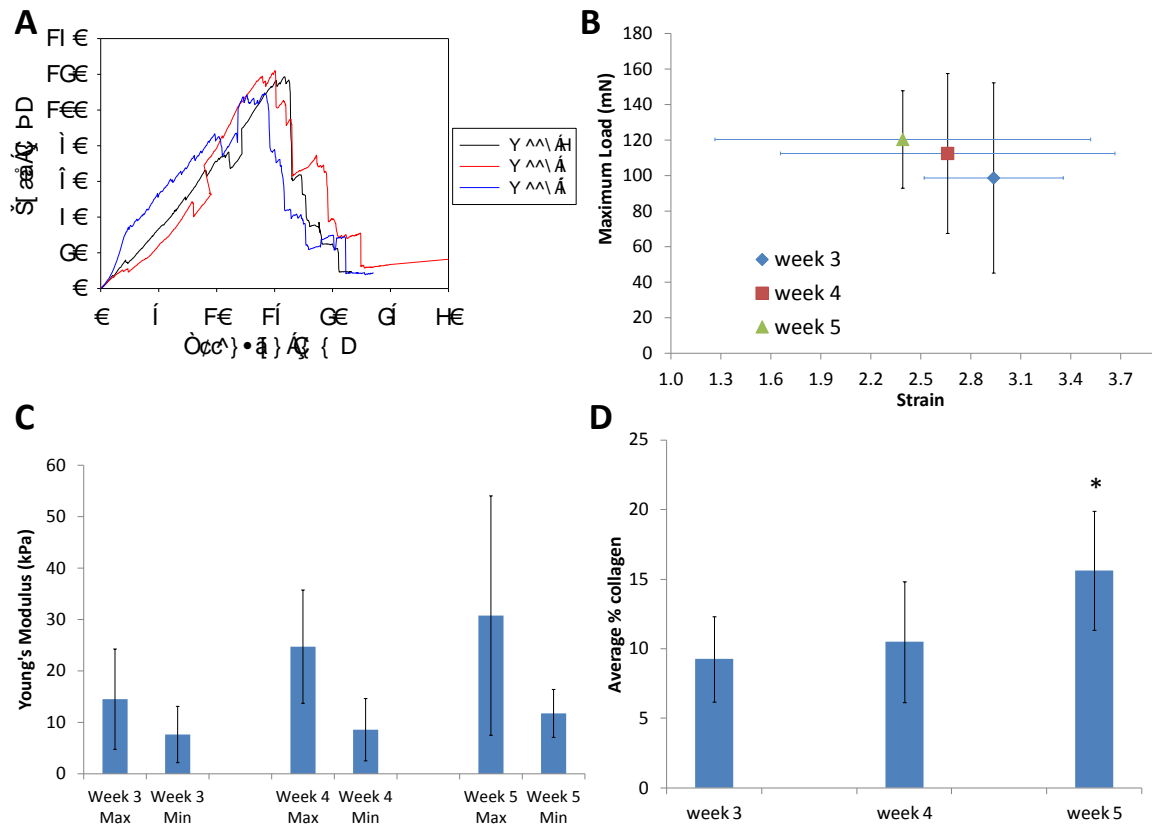 A
FI €
FG€
F€€
Ì €
Î €
I €
G€
€
€ Í F€ FÍ G€ GÍ H€
B
Maximum Load (mN)
180
160
140
120
100
80
60
40
20
0
week 3
week 4
week 5
1.0 1.3 1.6 1.9 2.2 2.5 2.8 3.1 3.4 3.7
Strain
C
Young's Modulus (kPa)
60
50
40
30
20
10
0
Week 3 Week 3 Week 4 Week 4 Week 5 Week 5
Max Min Max Min Max Min
D
Average % collagen
25
20
15
10
5
0
*
week 3 week 4 week 5